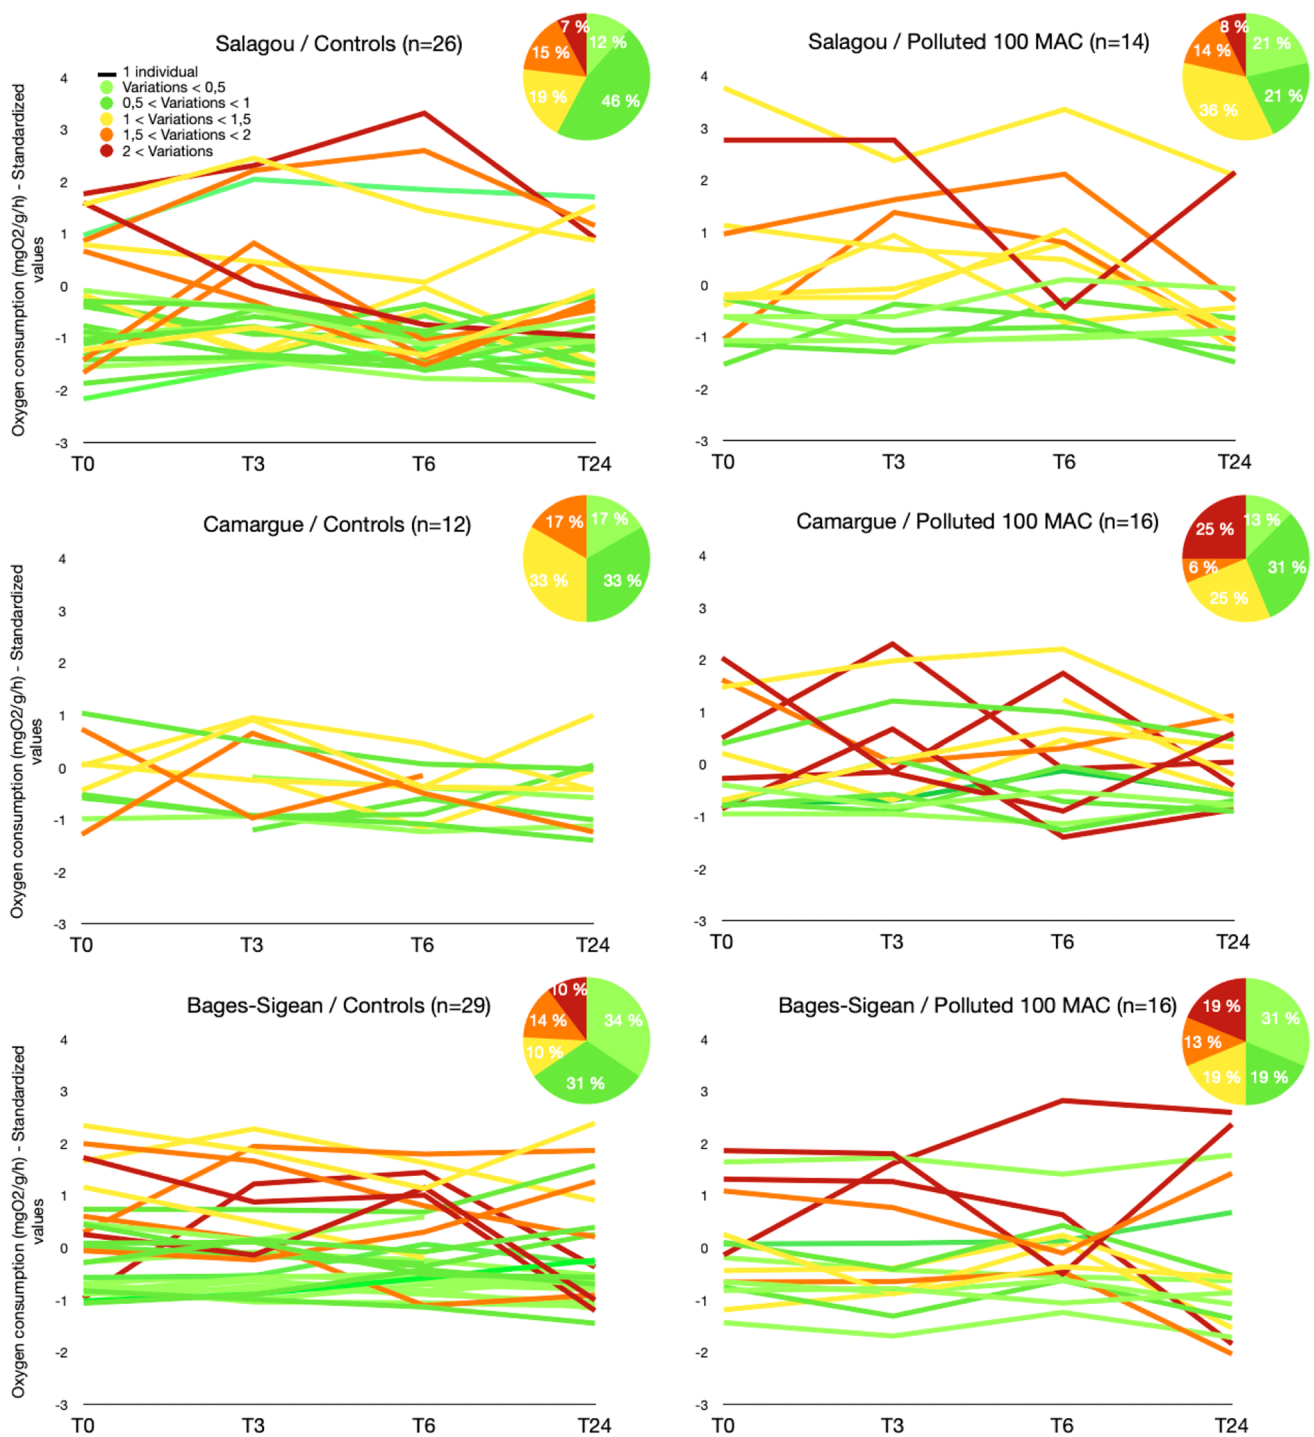 Salagou / Controls (n=26)
7 %
12 %
15 %
19 %
46 %
1 individual
Variations < 0,5
0,5 < Variations < 1
1 < Variations < 1,5
1,5 < Variations < 2
2 < Variations
Oxygen consumption (mgO2/g/h) - Standardized
values
4
3
2
1
0
-1
-2
-3
T0
T3
T6
T24
Salagou / Polluted 100 MAC (n=14)
8 %
21 %
14 %
21 %
36 %
4
3
2
1
0
-1
-2
-3
T0
T3
T6
T24
Camargue / Controls (n=12)
17 %
17 %
33 %
33 %
Oxygen consumption (mgO2/g/h) - Standardized
values
4
3
2
1
0
-1
-2
-3
T0
T3
T6
T24
Camargue / Polluted 100 MAC (n=16)
25 %
13 %
6 %
31 %
25 %
4
3
2
1
0
-1
-2
-3
T0
T3
T6
T24
Bages-Sigean / Controls (n=29)
10 %
34 %
14 %
10 %
31 %
Oxygen consumption (mgO2/g/h) - Standardized
values
4
3
2
1
0
-1
-2
-3
T0
T3
T6
T24
Bages-Sigean / Polluted 100 MAC (n=16)
19 %
31 %
13 %
19 %
19 %
4
3
2
1
0
-1
-2
-3
T0
T3
T6
T24